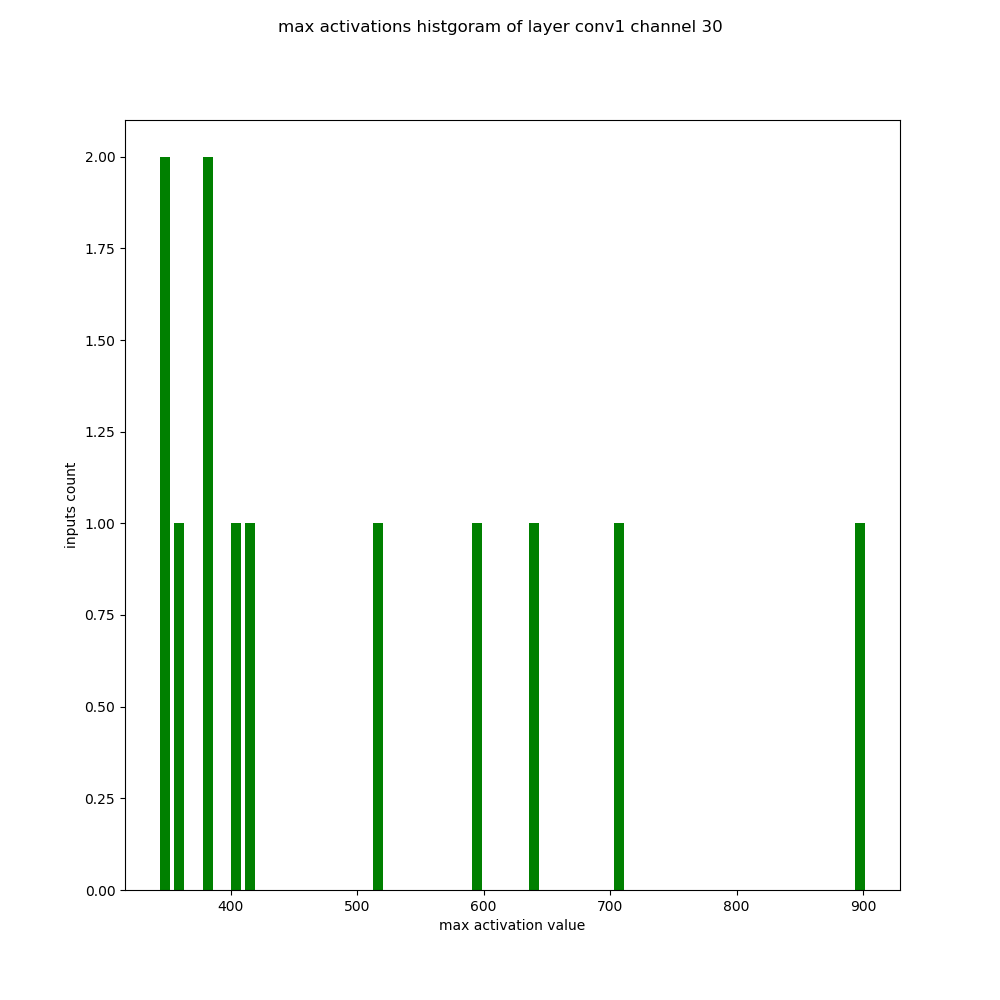 max activations histgoram of layer conv1 channel 30
2.00
1.75
1.50
1.25
1.00
0.75
0.50
0.25
0.00
inputs count
400 500 600 700 800 900
max activation value